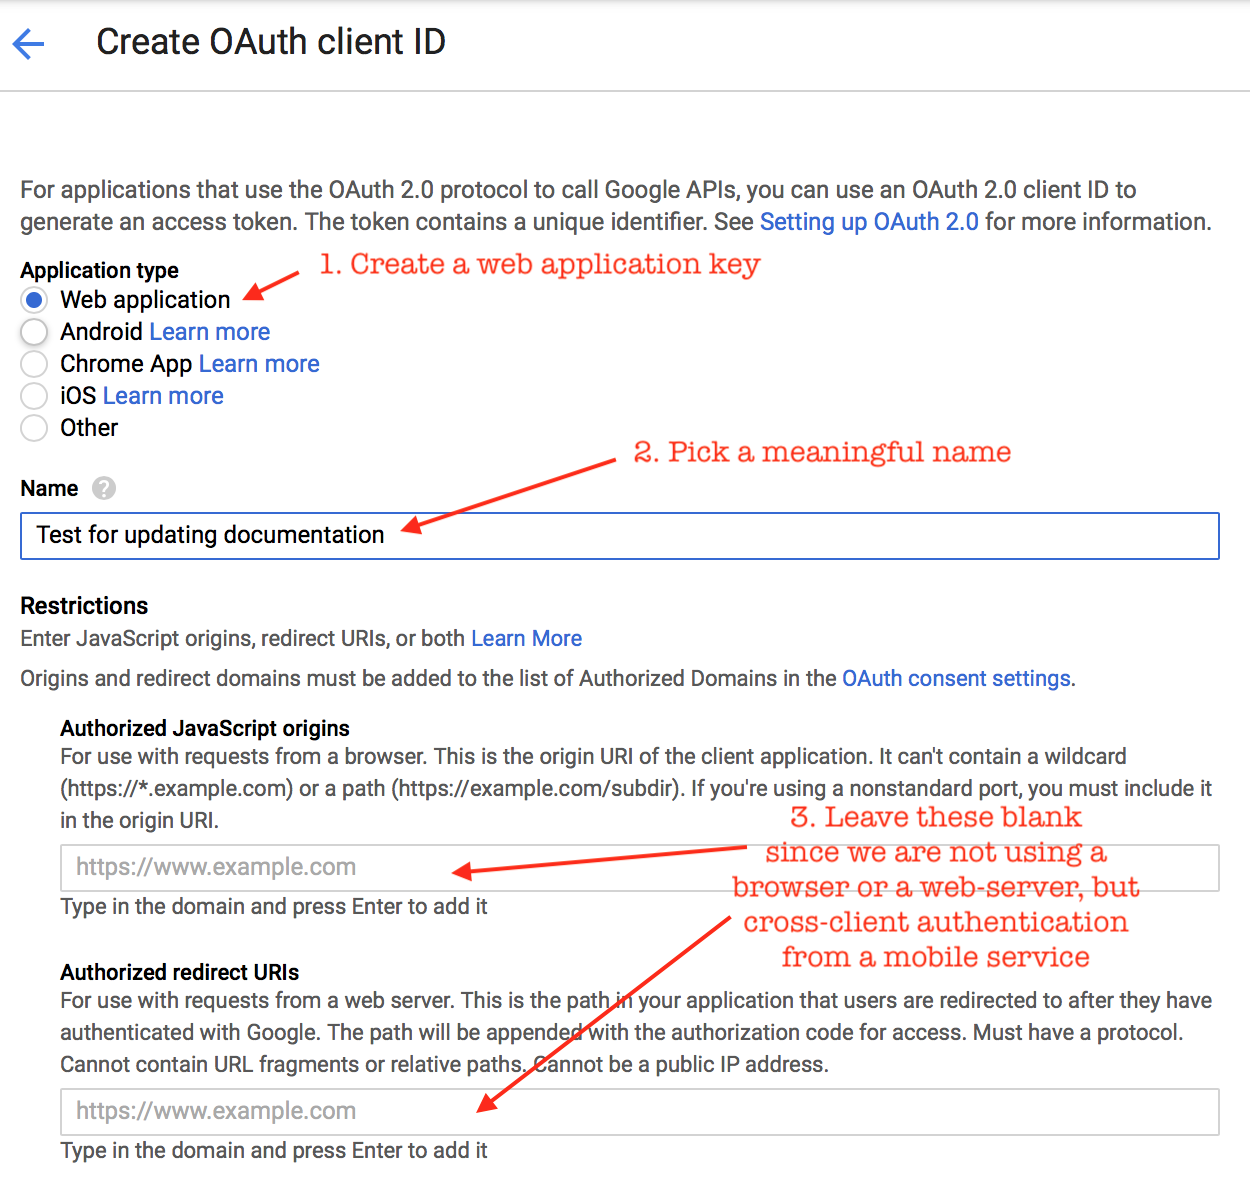 Create OAuth client ID
For applications that use the OAuth 2.0 protocol to call Google APIs, you can use an OAuth 2.0 client ID to
generate an access token. The token contains a unique identifier. See Setting up OAuth 2.0 for more information.
Application type
1. Create a web application key
Web application
Android Learn more
Chrome App Learn more
iOS Learn more
Other
2. Pick a meaningful name
Name ?
Test for updating documentation
Restrictions
Enter JavaScript origins, redirect URIs, or both Learn More
Origins and redirect domains must be added to the list of Authorized Domains in the OAuth consent settings.
Authorized JavaScript origins
For use with requests from a browser. This is the origin URI of the client application. It can't contain a wildcard
(https://*.example.com) or a path (https://example.com/subdir). If you're using a nonstandard port, you must include it
in the origin URI.
3. Leave these blank
since we are not using a
browser or a web-server, but
cross-client authentication
from a mobile service
https://www.example.com
Type in the domain and press Enter to add it
Authorized redirect URIs
For use with requests from a web server. This is the path in your application that users are redirected to after they have
authenticated with Google. The path will be appended with the authorization code for access. Must have a protocol.
Cannot contain URL fragments or relative paths. Cannot be a public IP address.
https://www.example.com
Type in the domain and press Enter to add it